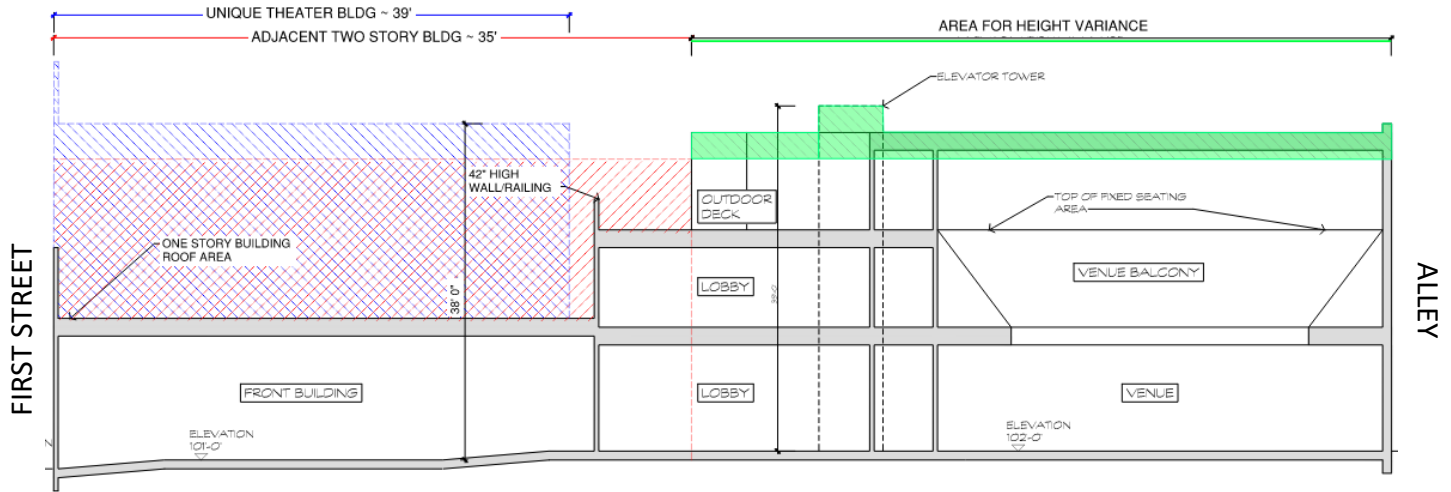 UNIQUE THEATER BLDG ~ 39'
ADJACENT TWO STORY BLDG ~ 35'
AREA FOR HEIGHT VARIANCE
ELEVATOR TOWER
42" HIGH
WALL/RAILING
OUTDOOR
DECK
TOP OF FIXED SEATING
AREA
ONE STORY BUILDING
ROOF AREA
FIRST STREET
38' 0"
LOBBY
VENUE BALCONY
ALLEY
FRONT BUILDING
LOBBY
VENUE
ELEVATION
101'-0"
ELEVATION
102'-0"